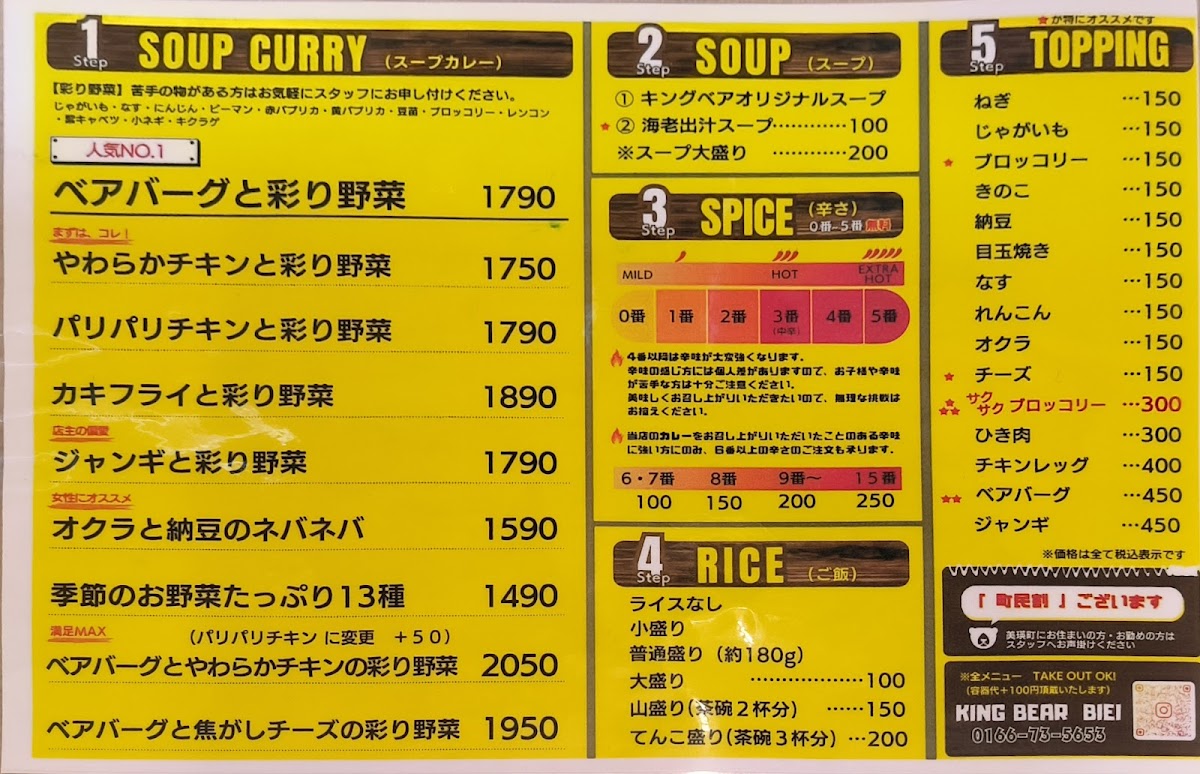 1
Step
SOUP CURRY (スープカレー)
【彩り野菜】苦手の物がある方はお気軽にスタッフにお申し付けください。
じゃがいも・なす・にんじん・ピーマン・赤パプリカ・黄パプリカ・豆苗・ブロッコリー・レンコン
・紫キャベツ・小ネギ・キクラゲ
人気NO.1
ベアバーグと彩り野菜 1790
まずは、コレ!
やわらかチキンと彩り野菜 1750
パリパリチキンと彩り野菜 1790
カキフライと彩り野菜 1890
店主の偏愛
ジャンギと彩り野菜 1790
女性にオススメ
オクラと納豆のネバネバ 1590
季節のお野菜たっぷり13種 1490
満足MAX (パリパリチキン に変更 +50)
ベアバーグとやわらかチキンの彩り野菜 2050
ベアバーグと焦がしチーズの彩り野菜 1950
2
Step
SOUP (スープ)
① キングベアオリジナルスープ
★② 海老出汁スープ…………100
※スープ大盛り …………200
3
Step
SPICE (辛さ)
0番~5番 無料
MILD HOT EXTRA HOT
0番 1番 2番 3番 4番 5番
(中辛)
4番以降は辛味が大変強くなります。
辛味の感じ方には個人差がありますので、お子様や辛味
が苦手な方は十分ご注意ください。
美味しくお召し上がりいただきたいので、無理な挑戦は
お控えください。
当店のカレーをお召し上がりいただいたことのある辛味
に強い方にのみ、6番以上の辛さのご注文も承ります。
6・7番 8番 9番~ 15番
100 150 200 250
4
Step
RICE (ご飯)
ライスなし
小盛り
普通盛り (約180g)
大盛り ………………100
山盛り(茶碗2杯分) ……150
てんこ盛り(茶碗3杯分) …200
★が特にオススメです
5
Step
TOPPING
ねぎ …150
じゃがいも …150
★ ブロッコリー …150
きのこ …150
納豆 …150
目玉焼き …150
なす …150
れんこん …150
オクラ …150
★ チーズ …150
★★★ サクサク ブロッコリー …300
ひき肉 …300
チキンレッグ …400
★★ ベアバーグ …450
ジャンギ …450
※価格は全て税込表示です
「 町民割 」ございます
美瑛町にお住まいの方・お勤めの方は
スタッフへお声掛けください
※全メニュー TAKE OUT OK!
(容器代+100円頂戴いたします)
KING BEAR BIEI
0166-73-5653